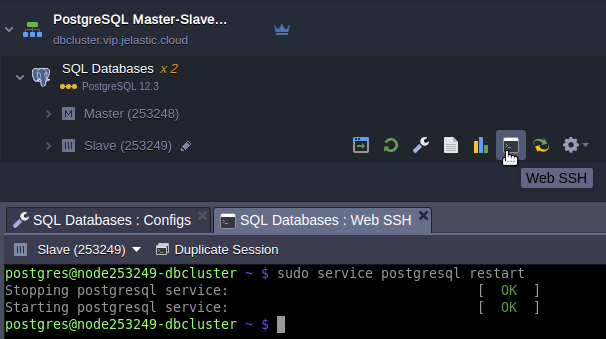 PostgreSQL Master-Slave...
dbcluster.vip.jelastic.cloud
SQL Databases x 2
PostgreSQL 12.3
M Master (253248)
Slave (253249)
Web SSH
SQL Databases : Configs
SQL Databases : Web SSH
Slave (253249) Duplicate Session
postgres@node253249-dbcluster ~ $ sudo service postgresql restart
Stopping postgresql service: [ OK ]
Starting postgresql service: [ OK ]
postgres@node253249-dbcluster ~ $